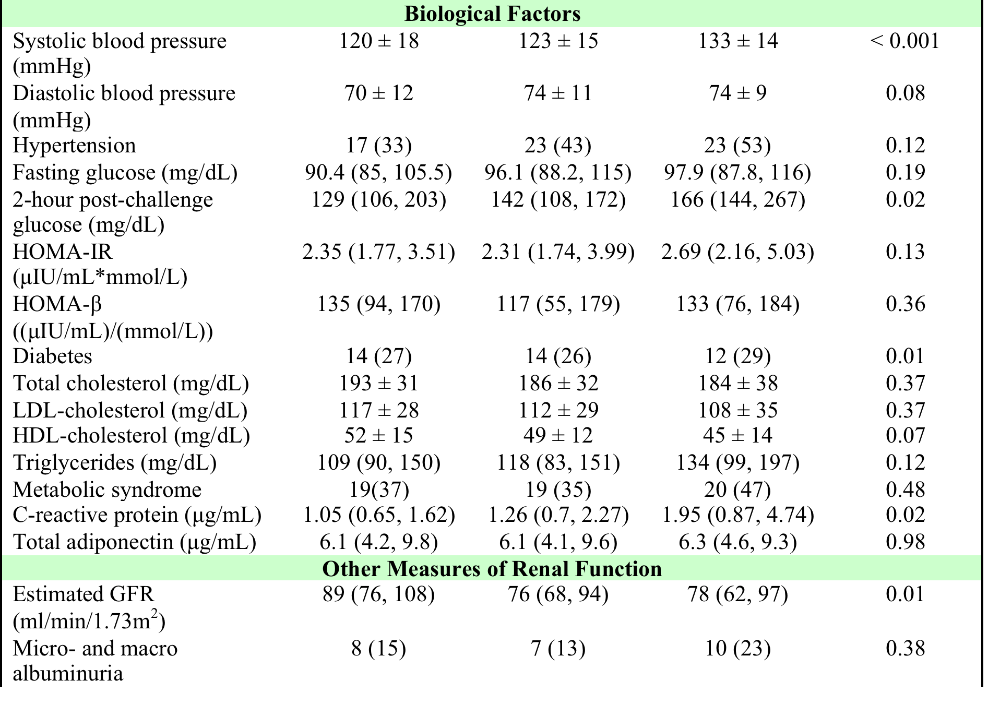 Biological Factors
Systolic blood pressure 120 ± 18 123 ± 15 133 ± 14 < 0.001
(mmHg)
Diastolic blood pressure 70 ± 12 74 ± 11 74 ± 9 0.08
(mmHg)
Hypertension 17 (33) 23 (43) 23 (53) 0.12
Fasting glucose (mg/dL) 90.4 (85, 105.5) 96.1 (88.2, 115) 97.9 (87.8, 116) 0.19
2-hour post-challenge 129 (106, 203) 142 (108, 172) 166 (144, 267) 0.02
glucose (mg/dL)
HOMA-IR 2.35 (1.77, 3.51) 2.31 (1.74, 3.99) 2.69 (2.16, 5.03) 0.13
(μIU/mL*mmol/L)
HOMA-β 135 (94, 170) 117 (55, 179) 133 (76, 184) 0.36
((μIU/mL)/(mmol/L))
Diabetes 14 (27) 14 (26) 12 (29) 0.01
Total cholesterol (mg/dL) 193 ± 31 186 ± 32 184 ± 38 0.37
LDL-cholesterol (mg/dL) 117 ± 28 112 ± 29 108 ± 35 0.37
HDL-cholesterol (mg/dL) 52 ± 15 49 ± 12 45 ± 14 0.07
Triglycerides (mg/dL) 109 (90, 150) 118 (83, 151) 134 (99, 197) 0.12
Metabolic syndrome 19(37) 19 (35) 20 (47) 0.48
C-reactive protein (μg/mL) 1.05 (0.65, 1.62) 1.26 (0.7, 2.27) 1.95 (0.87, 4.74) 0.02
Total adiponectin (μg/mL) 6.1 (4.2, 9.8) 6.1 (4.1, 9.6) 6.3 (4.6, 9.3) 0.98
Other Measures of Renal Function
Estimated GFR 89 (76, 108) 76 (68, 94) 78 (62, 97) 0.01
(ml/min/1.73m²)
Micro- and macro 8 (15) 7 (13) 10 (23) 0.38
albuminuria